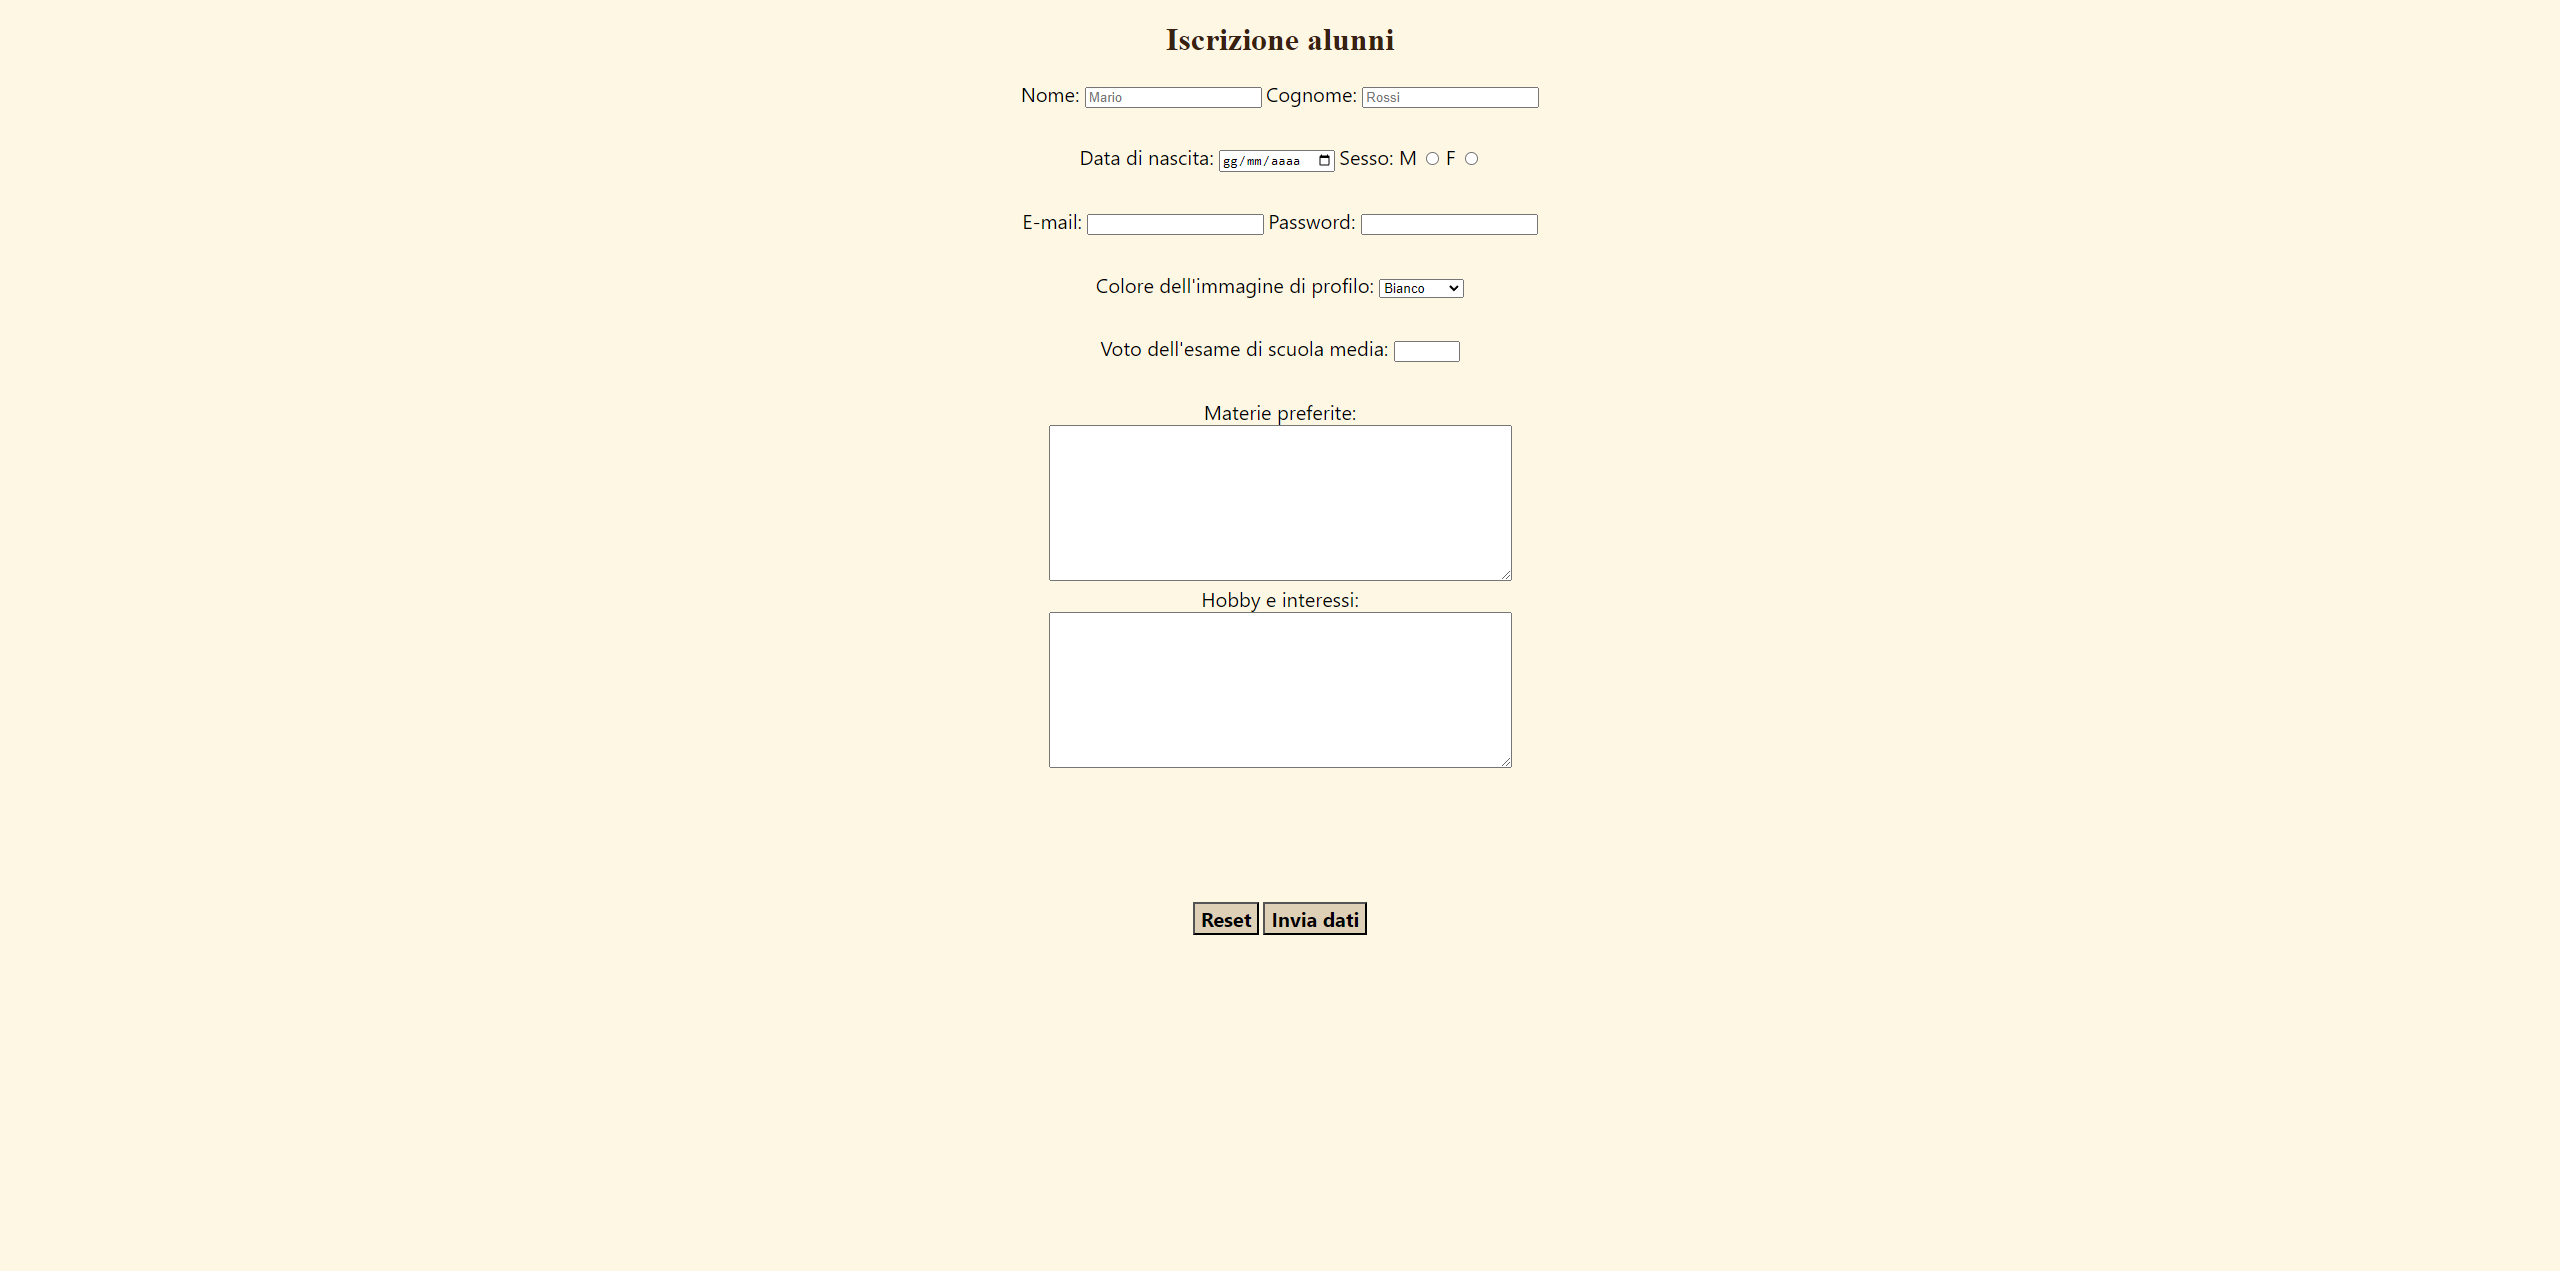 Iscrizione alunni
Nome: Mario Cognome: Rossi
Data di nascita: gg/mm/aaaa Sesso: M F
E-mail: Password:
Colore dell'immagine di profilo: Bianco
Voto dell'esame di scuola media:
Materie preferite:
Hobby e interessi:
Reset Invia dati